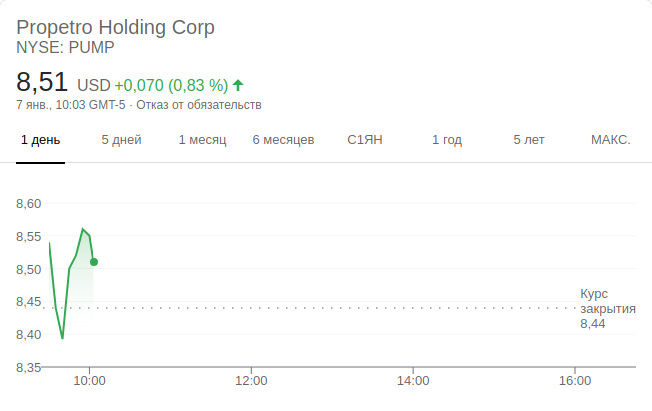 Propetro Holding Corp
NYSE: PUMP
8,51 USD +0,070 (0,83 %)
7 янв., 10:03 GMT-5 · Отказ от обязательств
1 день 5 дней 1 месяц 6 месяцев С1ЯН 1 год 5 лет МАКС.
8,60
8,55
8,50
8,45
8,40
8,35
Курс
закрытия
8,44
10:00 12:00 14:00 16:00